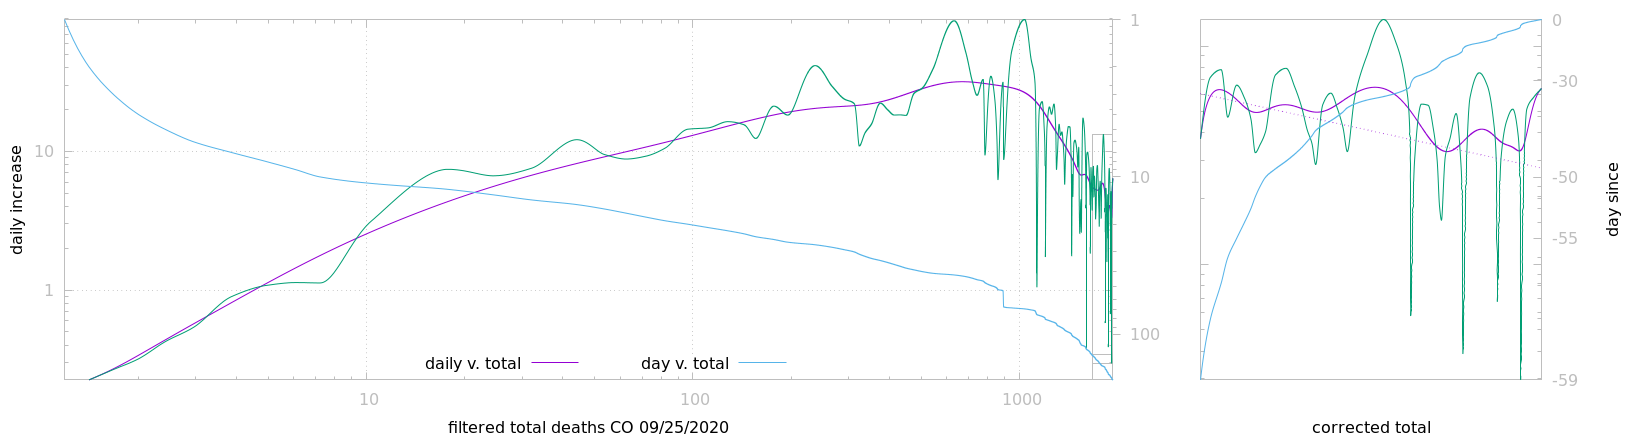 1
0
-30
daily increase
10
10
-50
day since
-55
1
100
daily v. total
day v. total
-59
10
100
1000
filtered total deaths CO 09/25/2020
corrected total